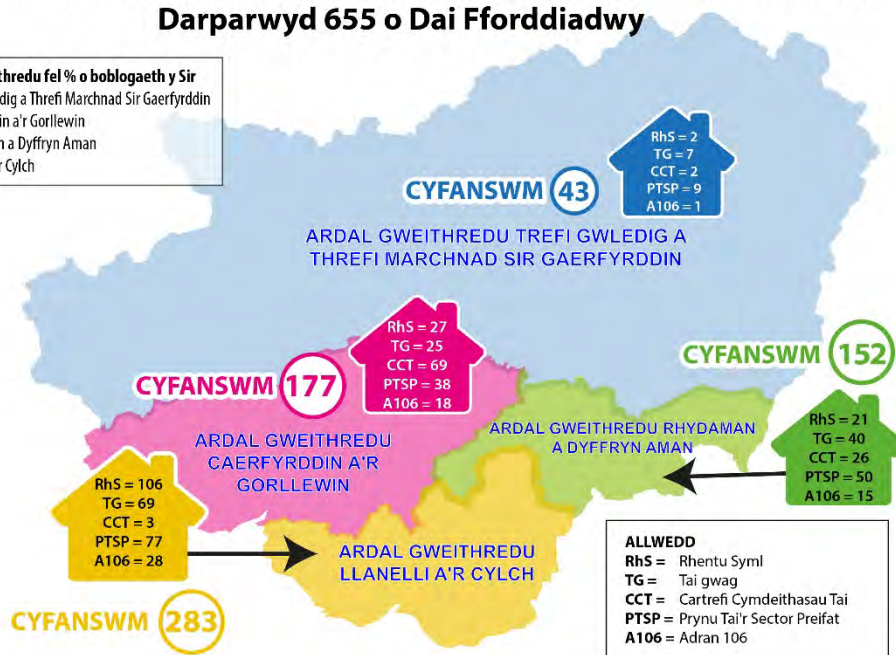 Darparwyd 655 o Dai Fforddiadwy
fel % o boblogaeth y Sir
a Threfi Marchnad Sir Gaerfyrddin
a'r Gorllewin
a Dyffryn Aman
Cylch
RhS = 2
TG = 7
CCT = 2
PTSP = 9
A106 = 1
CYFANSWM 43
ARDAL GWEITHREDU TREFI GWLEDIG A
THREFI MARCHNAD SIR GAERFYRDDIN
RhS = 27
TG = 25
CCT = 69
PTSP = 38
A106 = 18
CYFANSWM 177
ARDAL GWEITHREDU
CAERFYRDDIN A'R
GORLLEWIN
CYFANSWM 152
ARDAL GWEITHREDU RHYDAMAN
A DYFFRYN AMAN
RhS = 21
TG = 40
CCT = 26
PTSP = 50
A106 = 15
RhS = 106
TG = 69
CCT = 3
PTSP = 77
A106 = 28
ARDAL GWEITHREDU
LLANELLI A'R CYLCH
CYFANSWM 283
ALLWEDD
RhS = Rhentu Syml
TG = Tai gwag
CCT = Cartrefi Cymdeithasau Tai
PTSP = Prynu Tai'r Sector Preifat
A106 = Adran 106